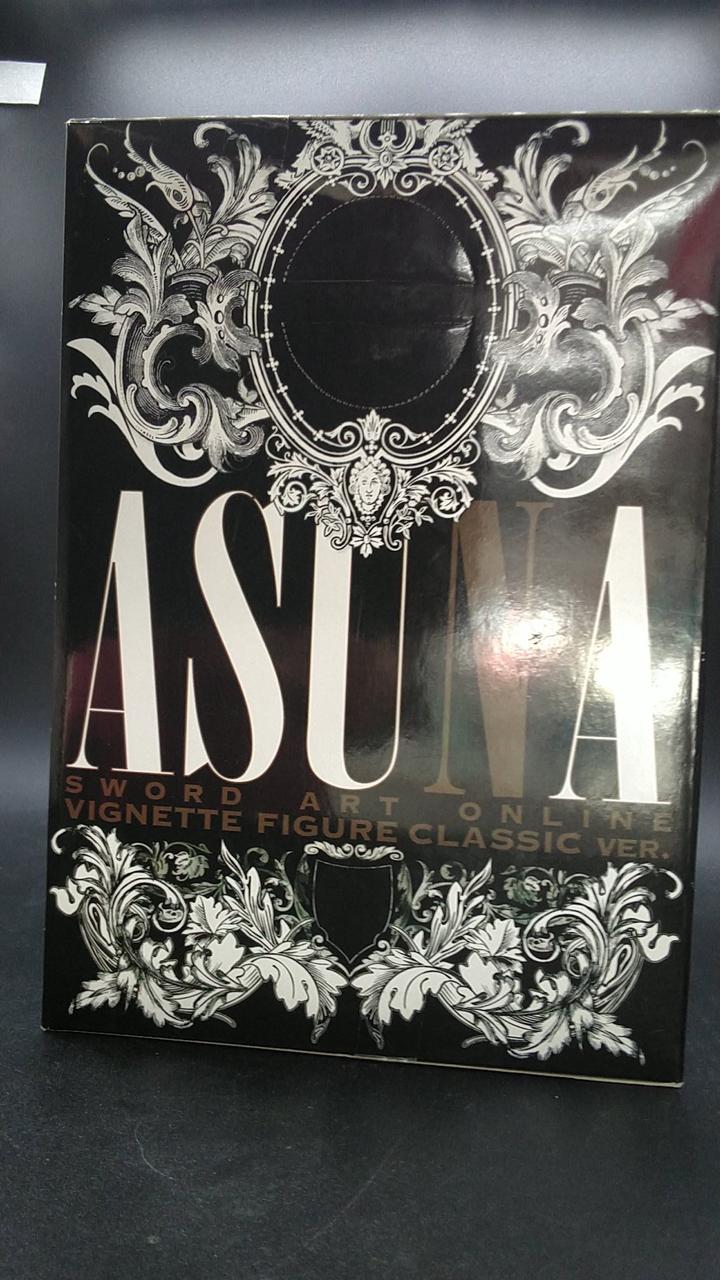 ASUNA
SWORD ART ONLINE
VIGNETTE FIGURE CLASSIC VER.